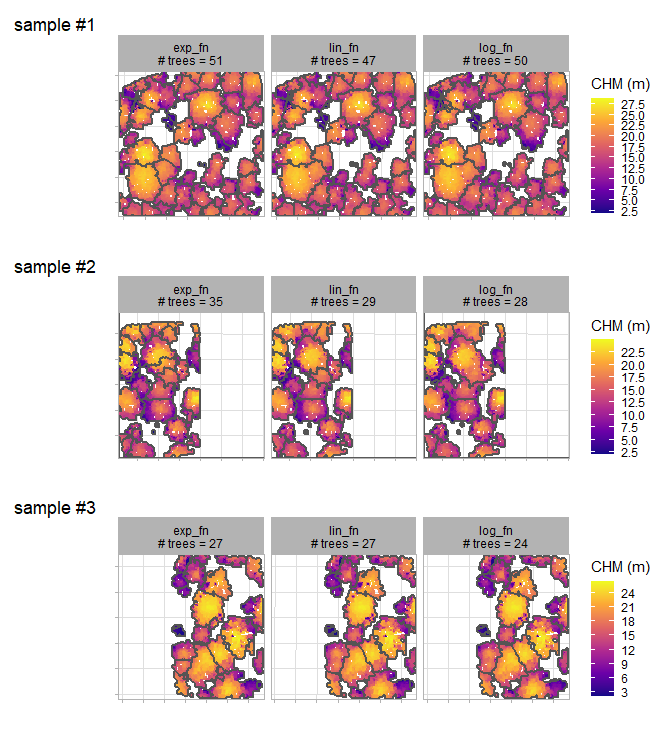 sample #1
exp_fn
# trees = 51
lin_fn
# trees = 47
log_fn
# trees = 50
CHM (m)
27.5
25.0
22.5
20.0
17.5
15.0
12.5
10.0
7.5
5.0
2.5
sample #2
exp_fn
# trees = 35
lin_fn
# trees = 29
log_fn
# trees = 28
CHM (m)
22.5
20.0
17.5
15.0
12.5
10.0
7.5
5.0
2.5
sample #3
exp_fn
# trees = 27
lin_fn
# trees = 27
log_fn
# trees = 24
CHM (m)
24
21
18
15
12
9
6
3